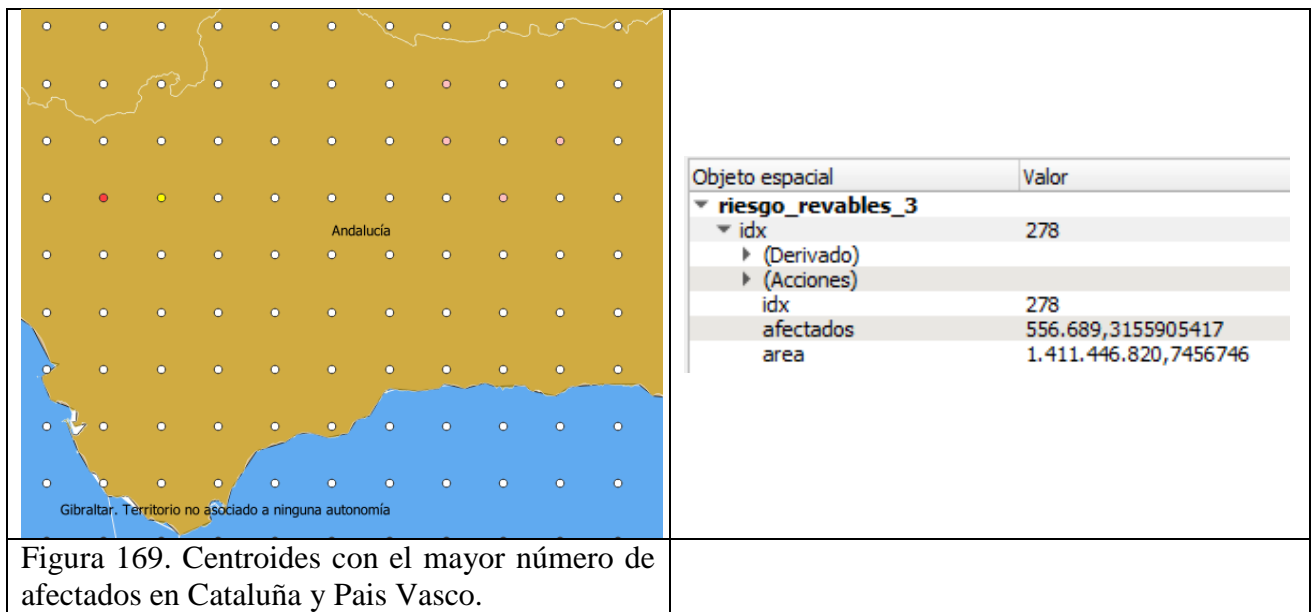 Andalucía
Gibraltar. Territorio no asociado a ninguna autonomía
Objeto espacial Valor
riesgo_revables_3
idx 278
(Derivado)
(Acciones)
idx 278
afectados 556.689,3155905417
area 1.411.446.820,7456746
Figura 169. Centroides con el mayor número de
afectados en Cataluña y Pais Vasco.